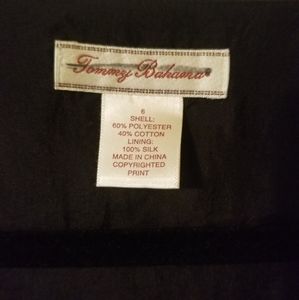 Tommy Bahama
6
SHELL:
60% POLYESTER
40% COTTON
LINING:
100% SILK
MADE IN CHINA
COPYRIGHTED
PRINT